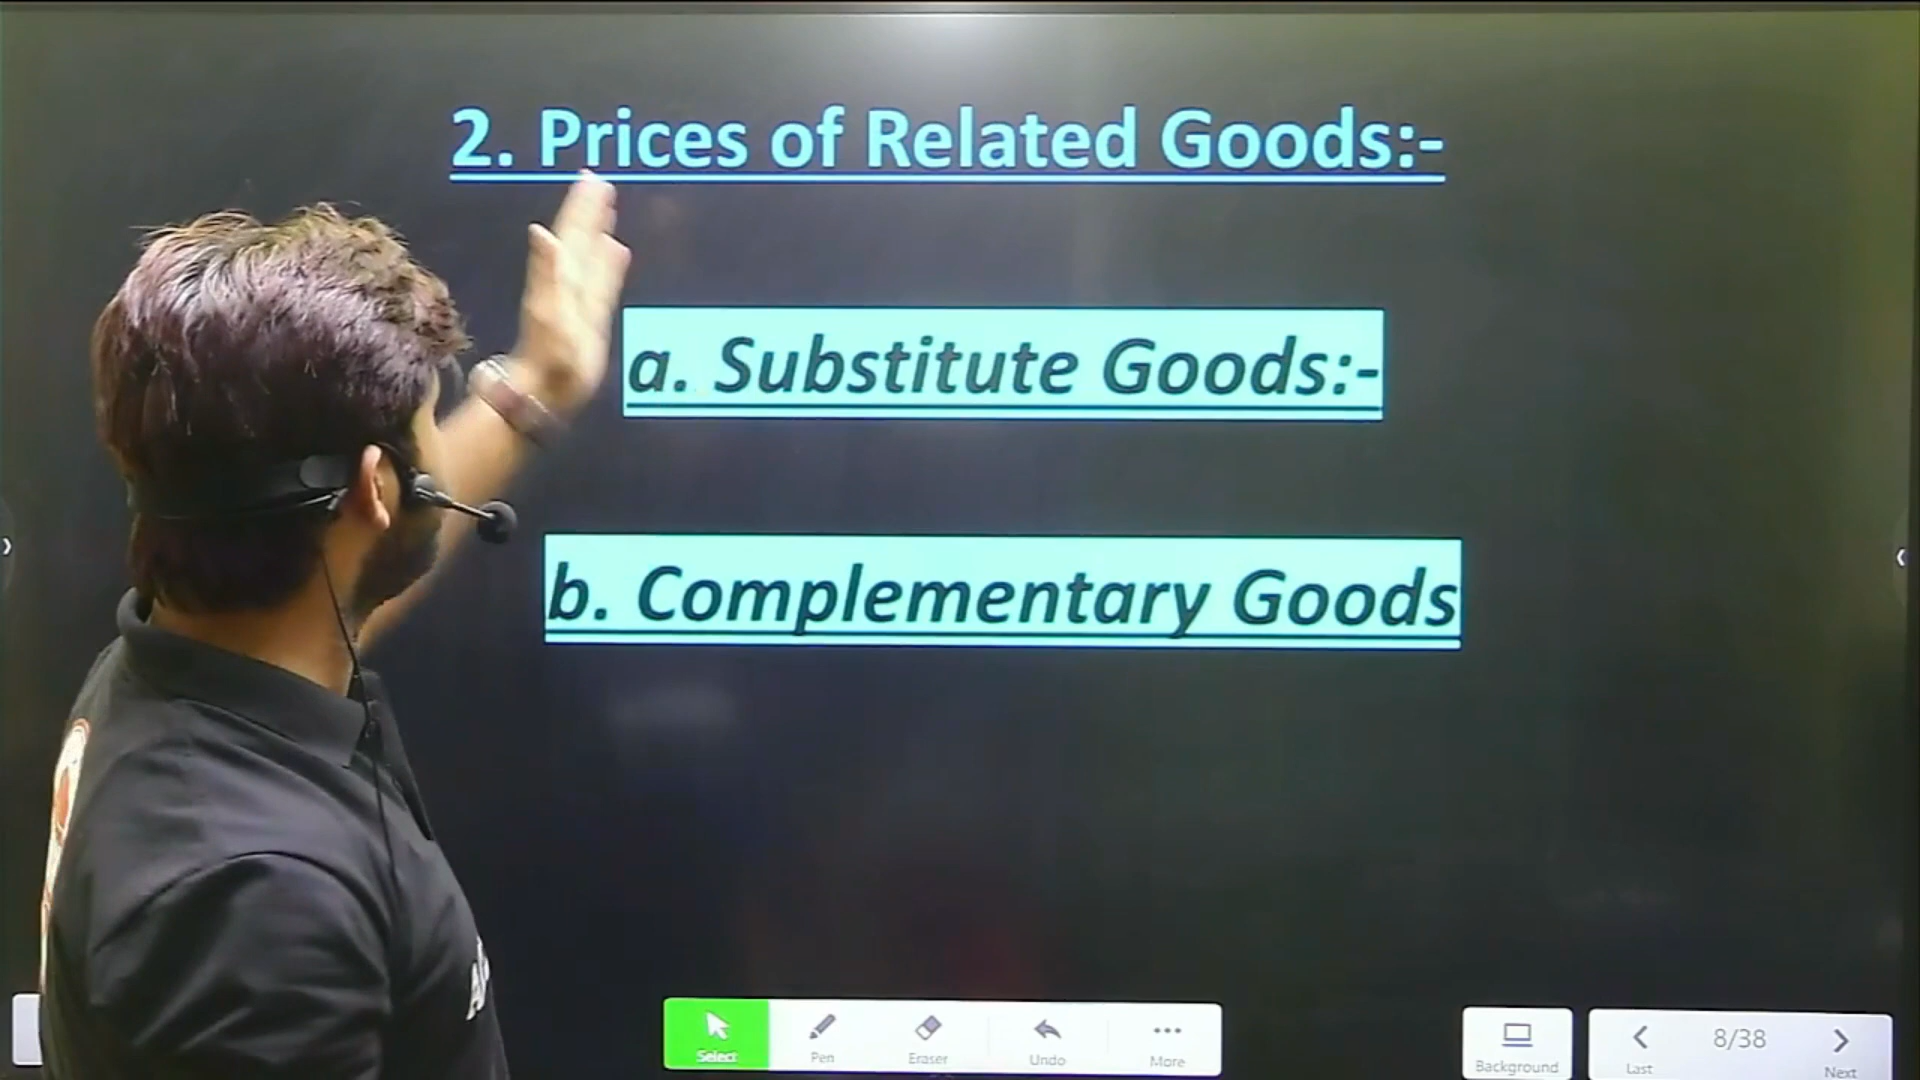 2. Prices of Related Goods:-
a. Substitute Goods:-
b. Complementary Goods
Select
Pen
Eraser
Undo
More
Background
Last
8/38
Next